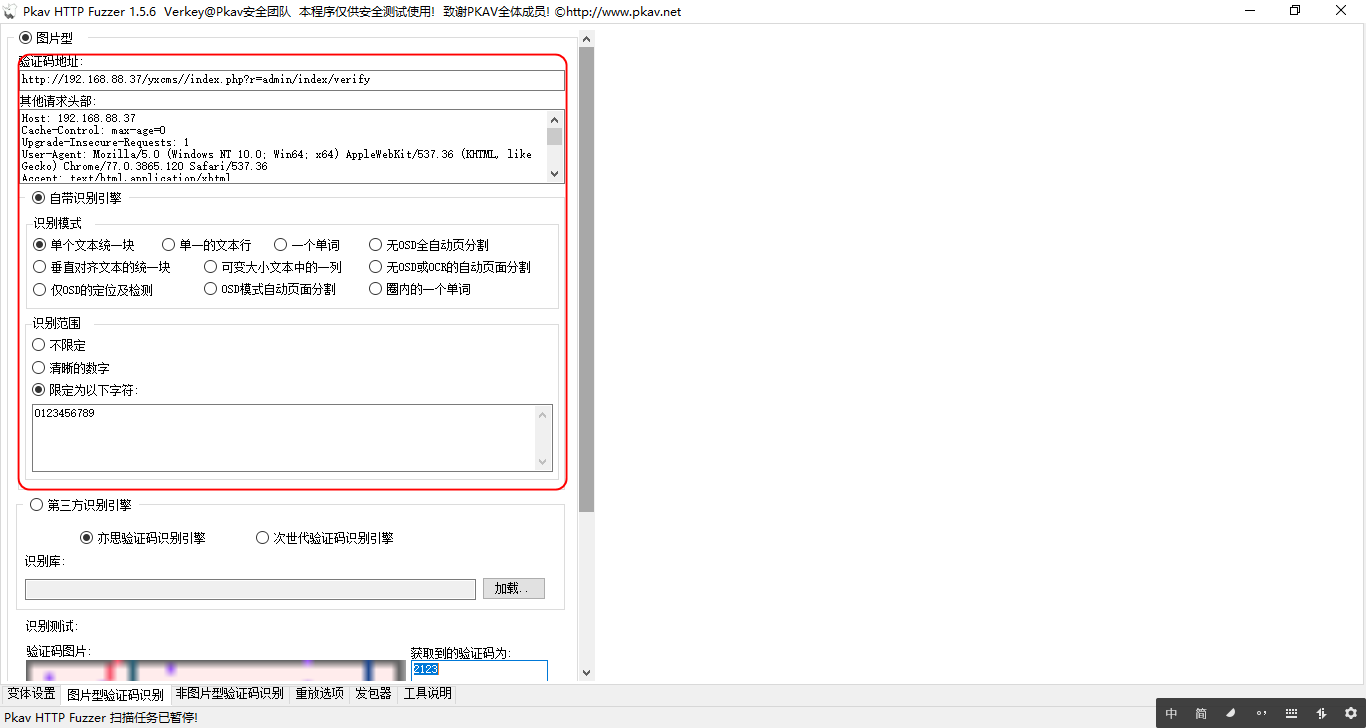 Pkav HTTP Fuzzer 1.5.6 Verkey@Pkav安全团队 本程序仅供安全测试使用! 致谢PKAV全体成员! ©http://www.pkav.net
图片型
验证码地址:
http://192.168.88.37/yxcms//index.php?r=admin/index/verify
其他请求头部:
Host: 192.168.88.37
Cache-Control: max-age=0
Upgrade-Insecure-Requests: 1
User-Agent: Mozilla/5.0 (Windows NT 10.0; Win64; x64) AppleWebKit/537.36 (KHTML, like
Gecko) Chrome/77.0.3865.120 Safari/537.36
Accept: text/html,application/xhtml
自带识别引擎
识别模式
单个文本统一块 单一的文本行 一个单词 无OSD全自动页分割
垂直对齐文本的统一块 可变大小文本中的一列 无OSD或OCR的自动页面分割
仅OSD的定位及检测 OSD模式自动页面分割 圈内的一个单词
识别范围
不限定
清晰的数字
限定为以下字符:
0123456789
第三方识别引擎
亦思验证码识别引擎 次世代验证码识别引擎
识别库:
加载..
识别测试:
验证码图片: 获取到的验证码为:
2123
变体设置 图片型验证码识别 非图片型验证码识别 重放选项 发包器 工具说明
Pkav HTTP Fuzzer 扫描任务已暂停!
中 简